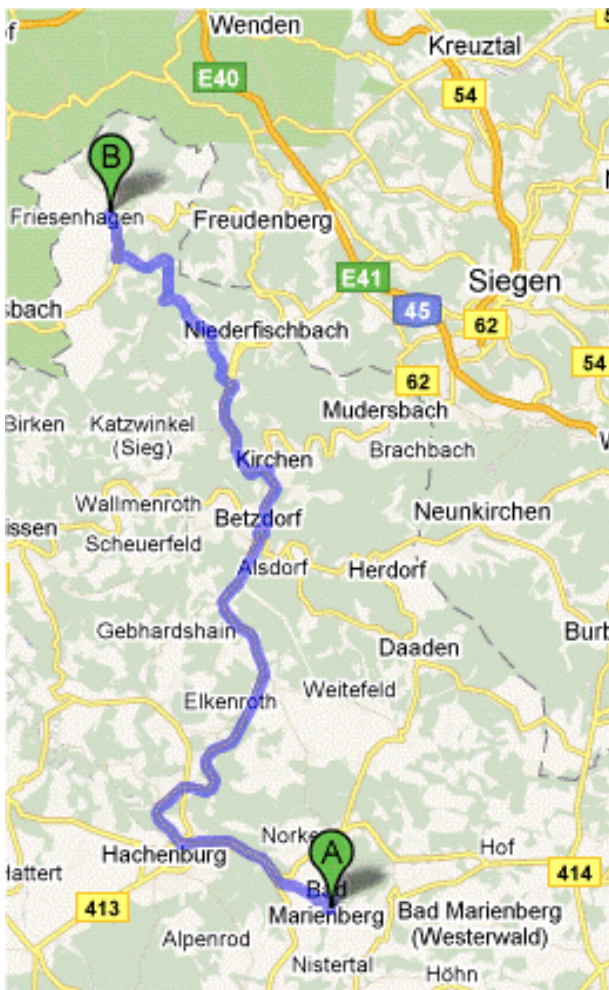 f
Wenden
Kreuztal
E40
54
B
Friesenhagen
Freudenberg
E41
Siegen
45
62
sbach
Niederfischbach
54
62
Mudersbach
Birken
Katzwinkel
(Sieg)
Brachbach
W
Kirchen
Wallmenroth
Betzdorf
Neunkirchen
issen
Scheuerfeld
Alsdorf
Herdorf
Gebhardshain
Daaden
Burb
Elkenroth
Weitefeld
Norke
A
Hof
Hachenburg
Hattert
414
Bad
Marienberg
413
Bad Marienberg
(Westerwald)
Alpenrod
Nistertal
Höhn